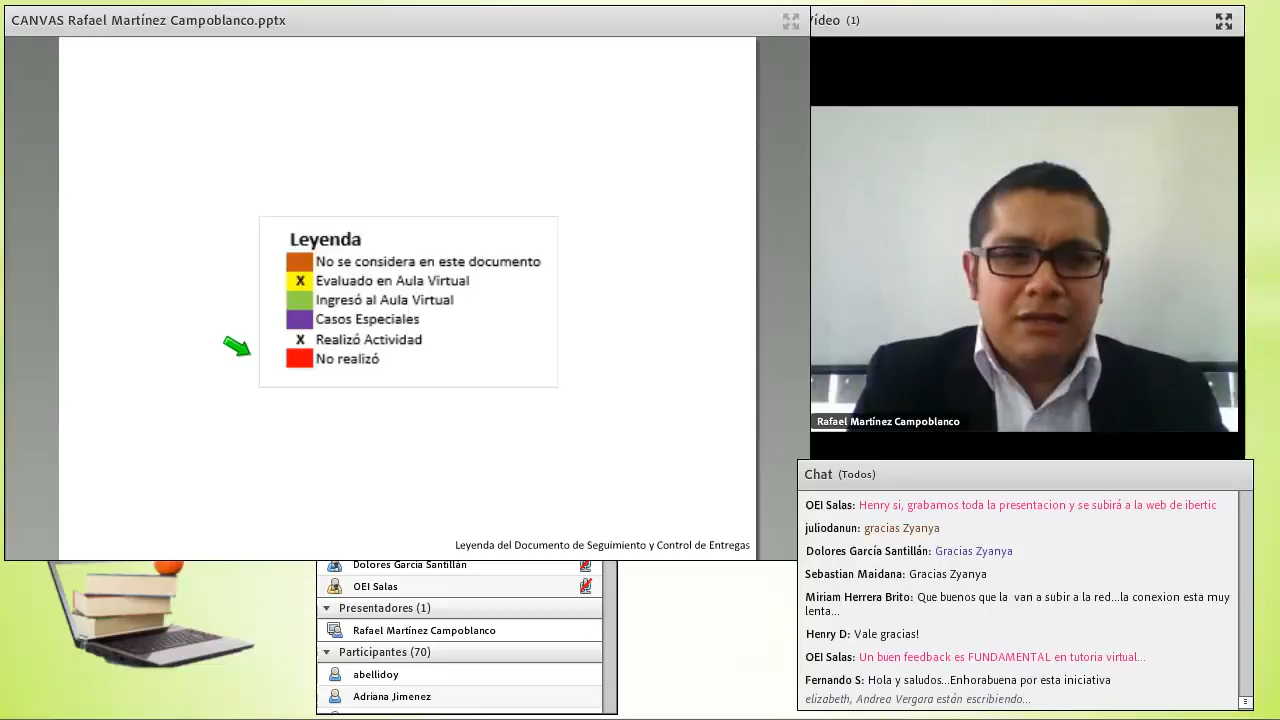 CANVAS Rafael Martínez Campoblanco.pptx
Leyenda
No se considera en este documento
X Evaluado en Aula Virtual
Ingresó al Aula Virtual
Casos Especiales
X Realizó Actividad
No realizó
Leyenda del Documento de Seguimiento y Control de Entregas
Dolores García Santillán
OEI Salas
Presentadores (1)
Rafael Martínez Campoblanco
Participantes (70)
abellidoy
Adriana Jimenez
Vídeo (1)
Rafael Martínez Campoblanco
Chat (Todos)
OEI Salas: Henry si, grabamos toda la presentacion y se subirá a la web de ibertic
juliodanun: gracias Zyanya
Dolores García Santillán: Gracias Zyanya
Sebastian Maidana: Gracias Zyanya
Miriam Herrera Brito: Que buenos que la van a subir a la red...la conexion esta muy
lenta...
Henry D: Vale gracias!
OEI Salas: Un buen feedback es FUNDAMENTAL en tutoria virtual...
Fernando S: Hola y saludos...Enhorabuena por esta iniciativa
elizabeth, Andrea Vergara están escribiendo...